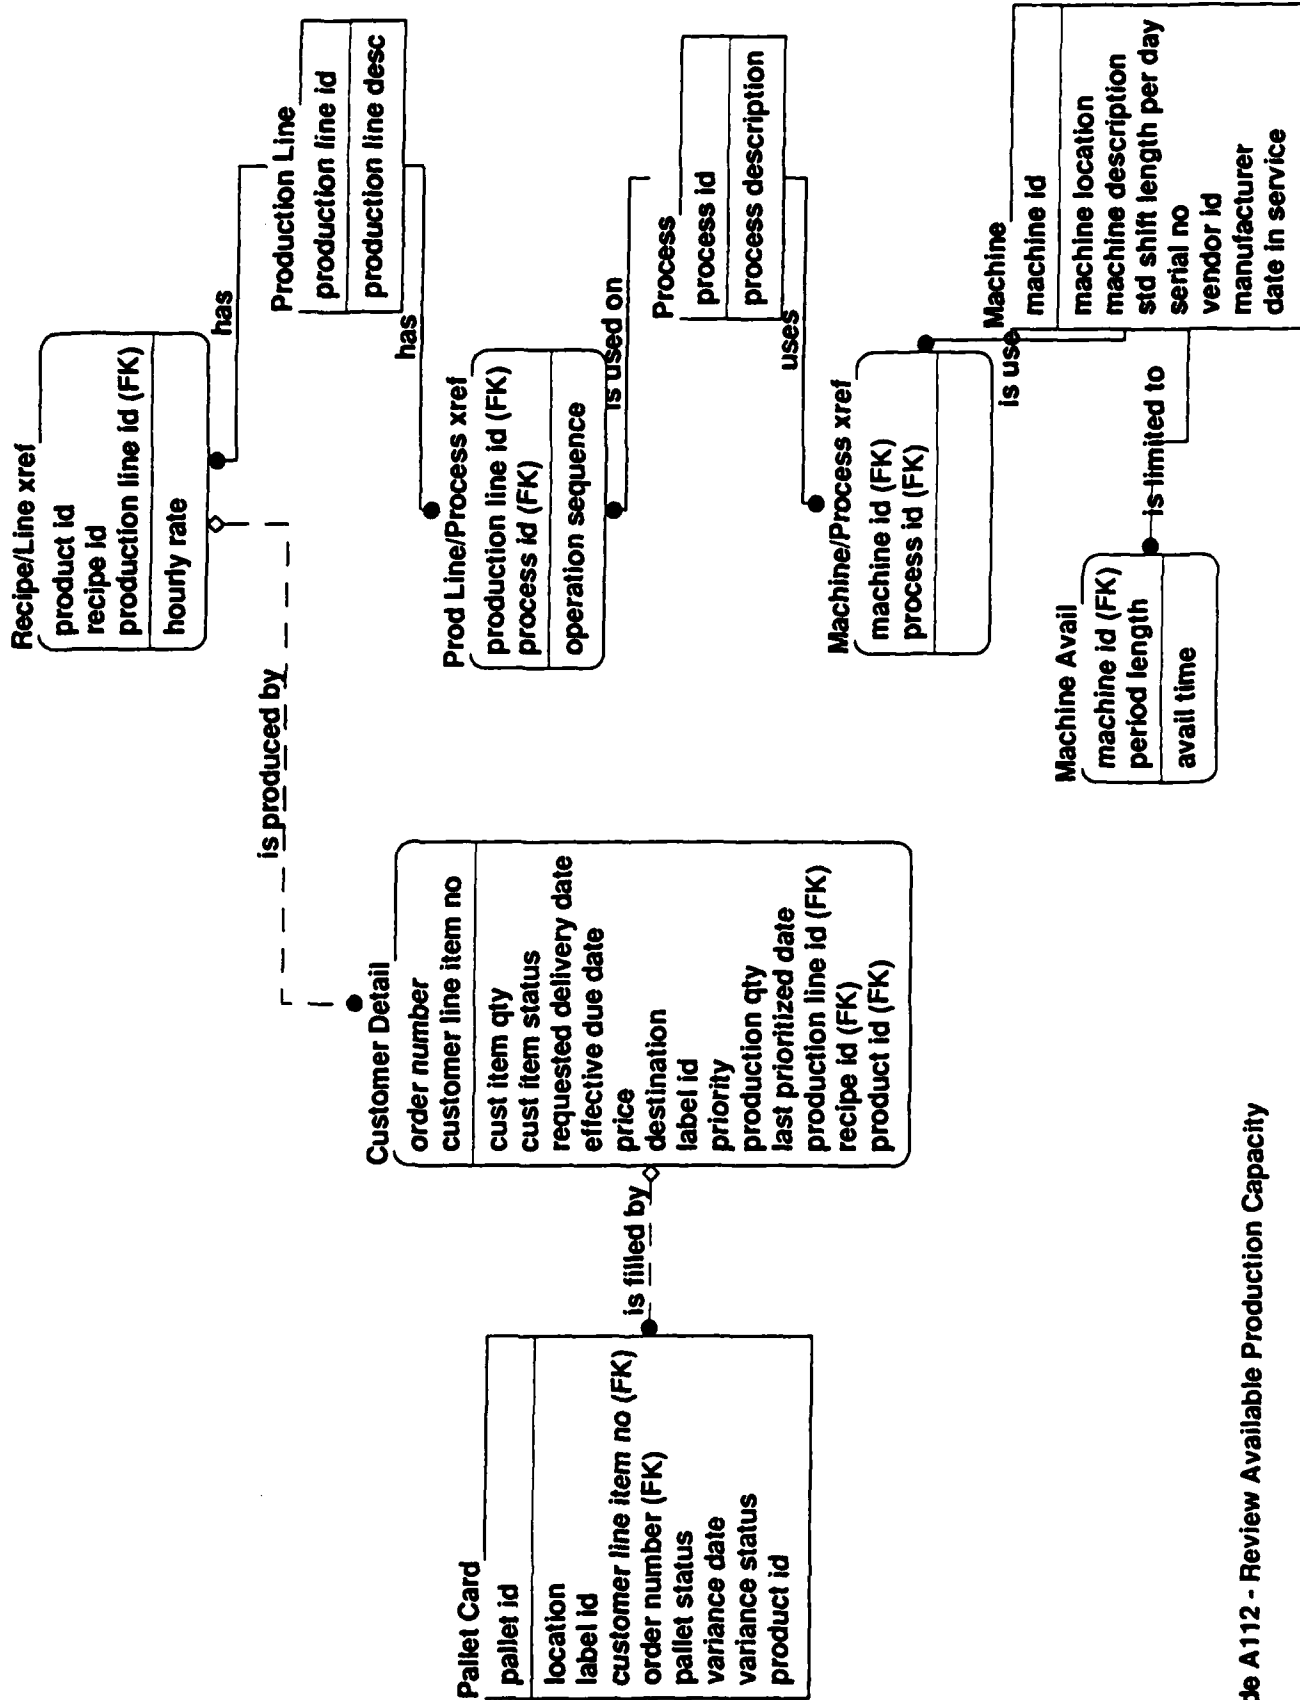 Recipe/Line xref
product id
recipe id
production line id (FK)
hourly rate
has
Production Line
production line id
production line desc
is produced by
has
Customer Detail
order number
customer line item no
cust item qty
cust item status
requested delivery date
effective due date
price
destination
label id
priority
production qty
last prioritized date
production line id (FK)
recipe id (FK)
product id (FK)
Prod Line/Process xref
production line id (FK)
process id (FK)
operation sequence
is used on
Process
process id
process description
uses
Pallet Card
pallet id
location
label id
customer line item no (FK)
order number (FK)
pallet status
variance date
variance status
product id
is filled by
Machine/Process xref
machine id (FK)
process id (FK)
is use
Machine
machine id
machine location
machine description
std shift length per day
serial no
vendor id
manufacturer
date in service
Machine Avail
machine id (FK)
period length
avail time
is limited to
de A112 - Review Available Production Capacity